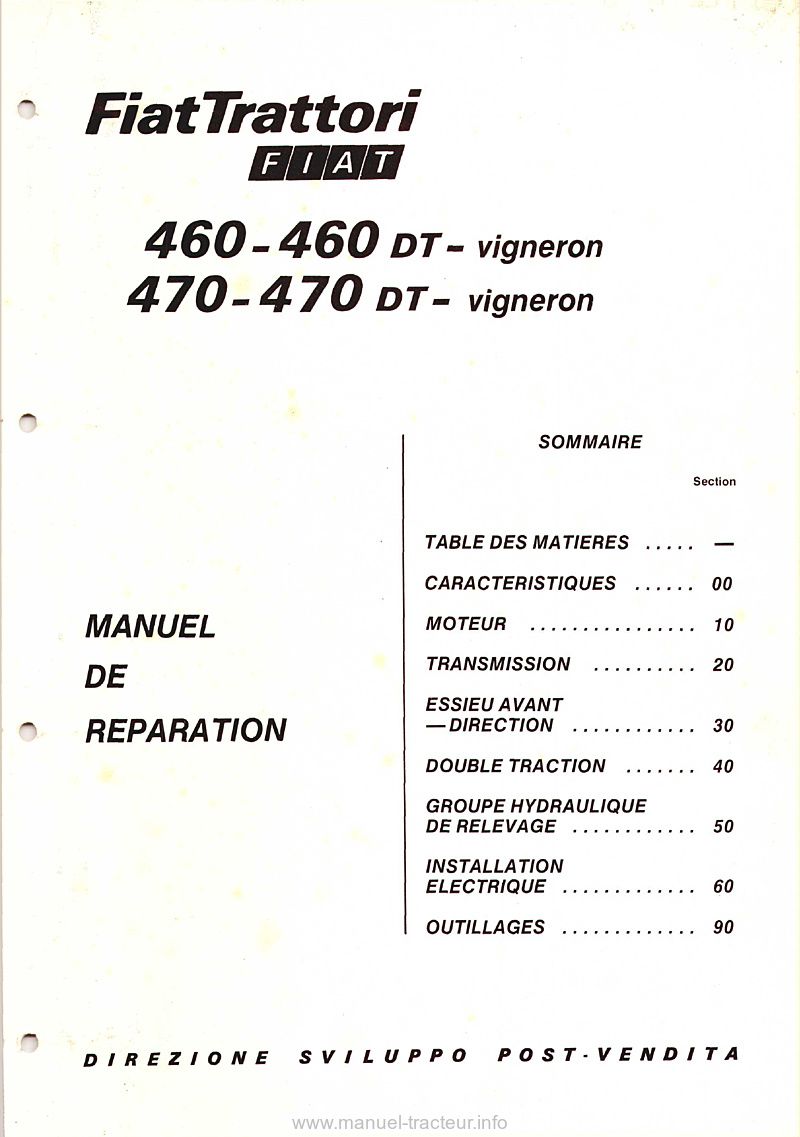 FiatTrattori
FIAT
460-460 DT- vigneron
470-470 DT- vigneron
SOMMAIRE
Section
TABLE DES MATIERES ..... —
CARACTERISTIQUES ...... 00
MOTEUR ................ 10
TRANSMISSION .......... 20
ESSIEU AVANT
—DIRECTION ............ 30
DOUBLE TRACTION ....... 40
GROUPE HYDRAULIQUE
DE RELEVAGE ............ 50
INSTALLATION
ELECTRIQUE ............. 60
OUTILLAGES ............. 90
MANUEL
DE
REPARATION
DIREZIONE SVILUPPO POST-VENDITA
www.manuel-tracteur.info